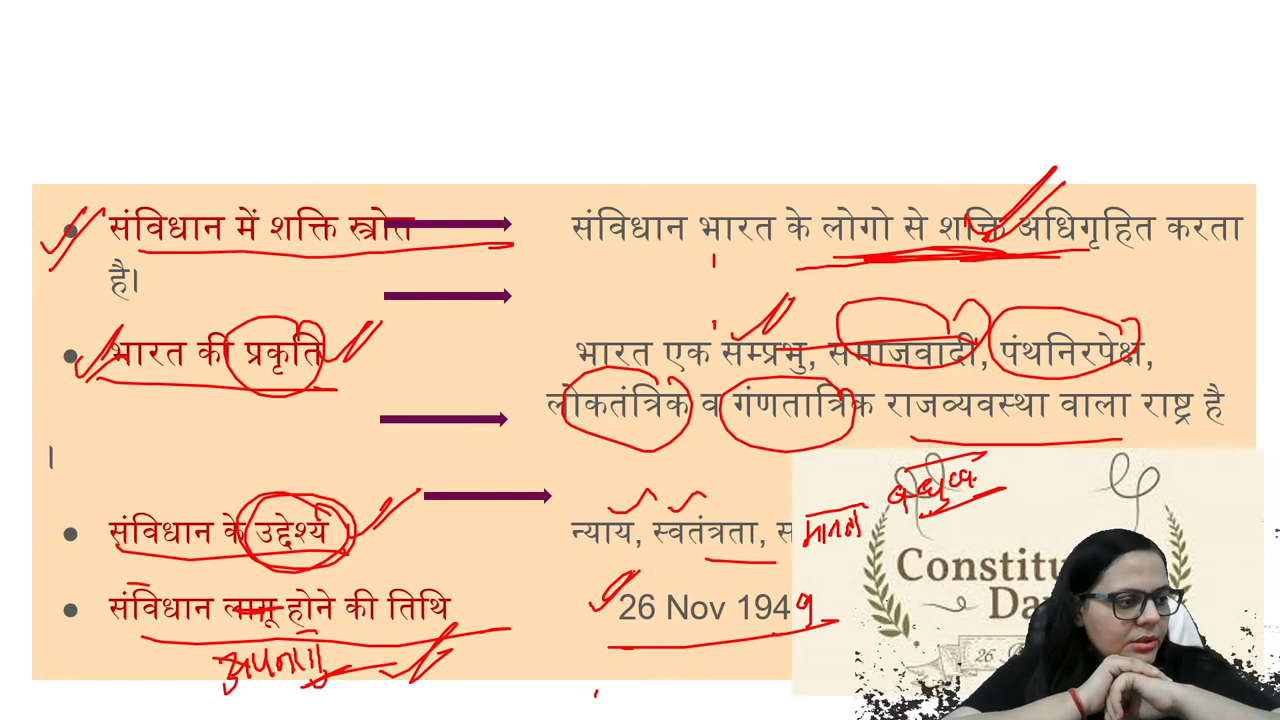 संविधान में शक्ति स्त्रोत संविधान भारत के लोगो से शक्ति अधिगृहित करता
है।
भारत की प्रकृति भारत एक सम्प्रभु, समाजवादी, पंथनिरपेक्ष,
लोकतंत्रिक व गंणतात्रिक राजव्यवस्था वाला राष्ट्र है
।
संविधान के उद्देश्य न्याय, स्वतंत्रता, स
संविधान लागू होने की तिथि 26 Nov 1949
Constitu
Da
26